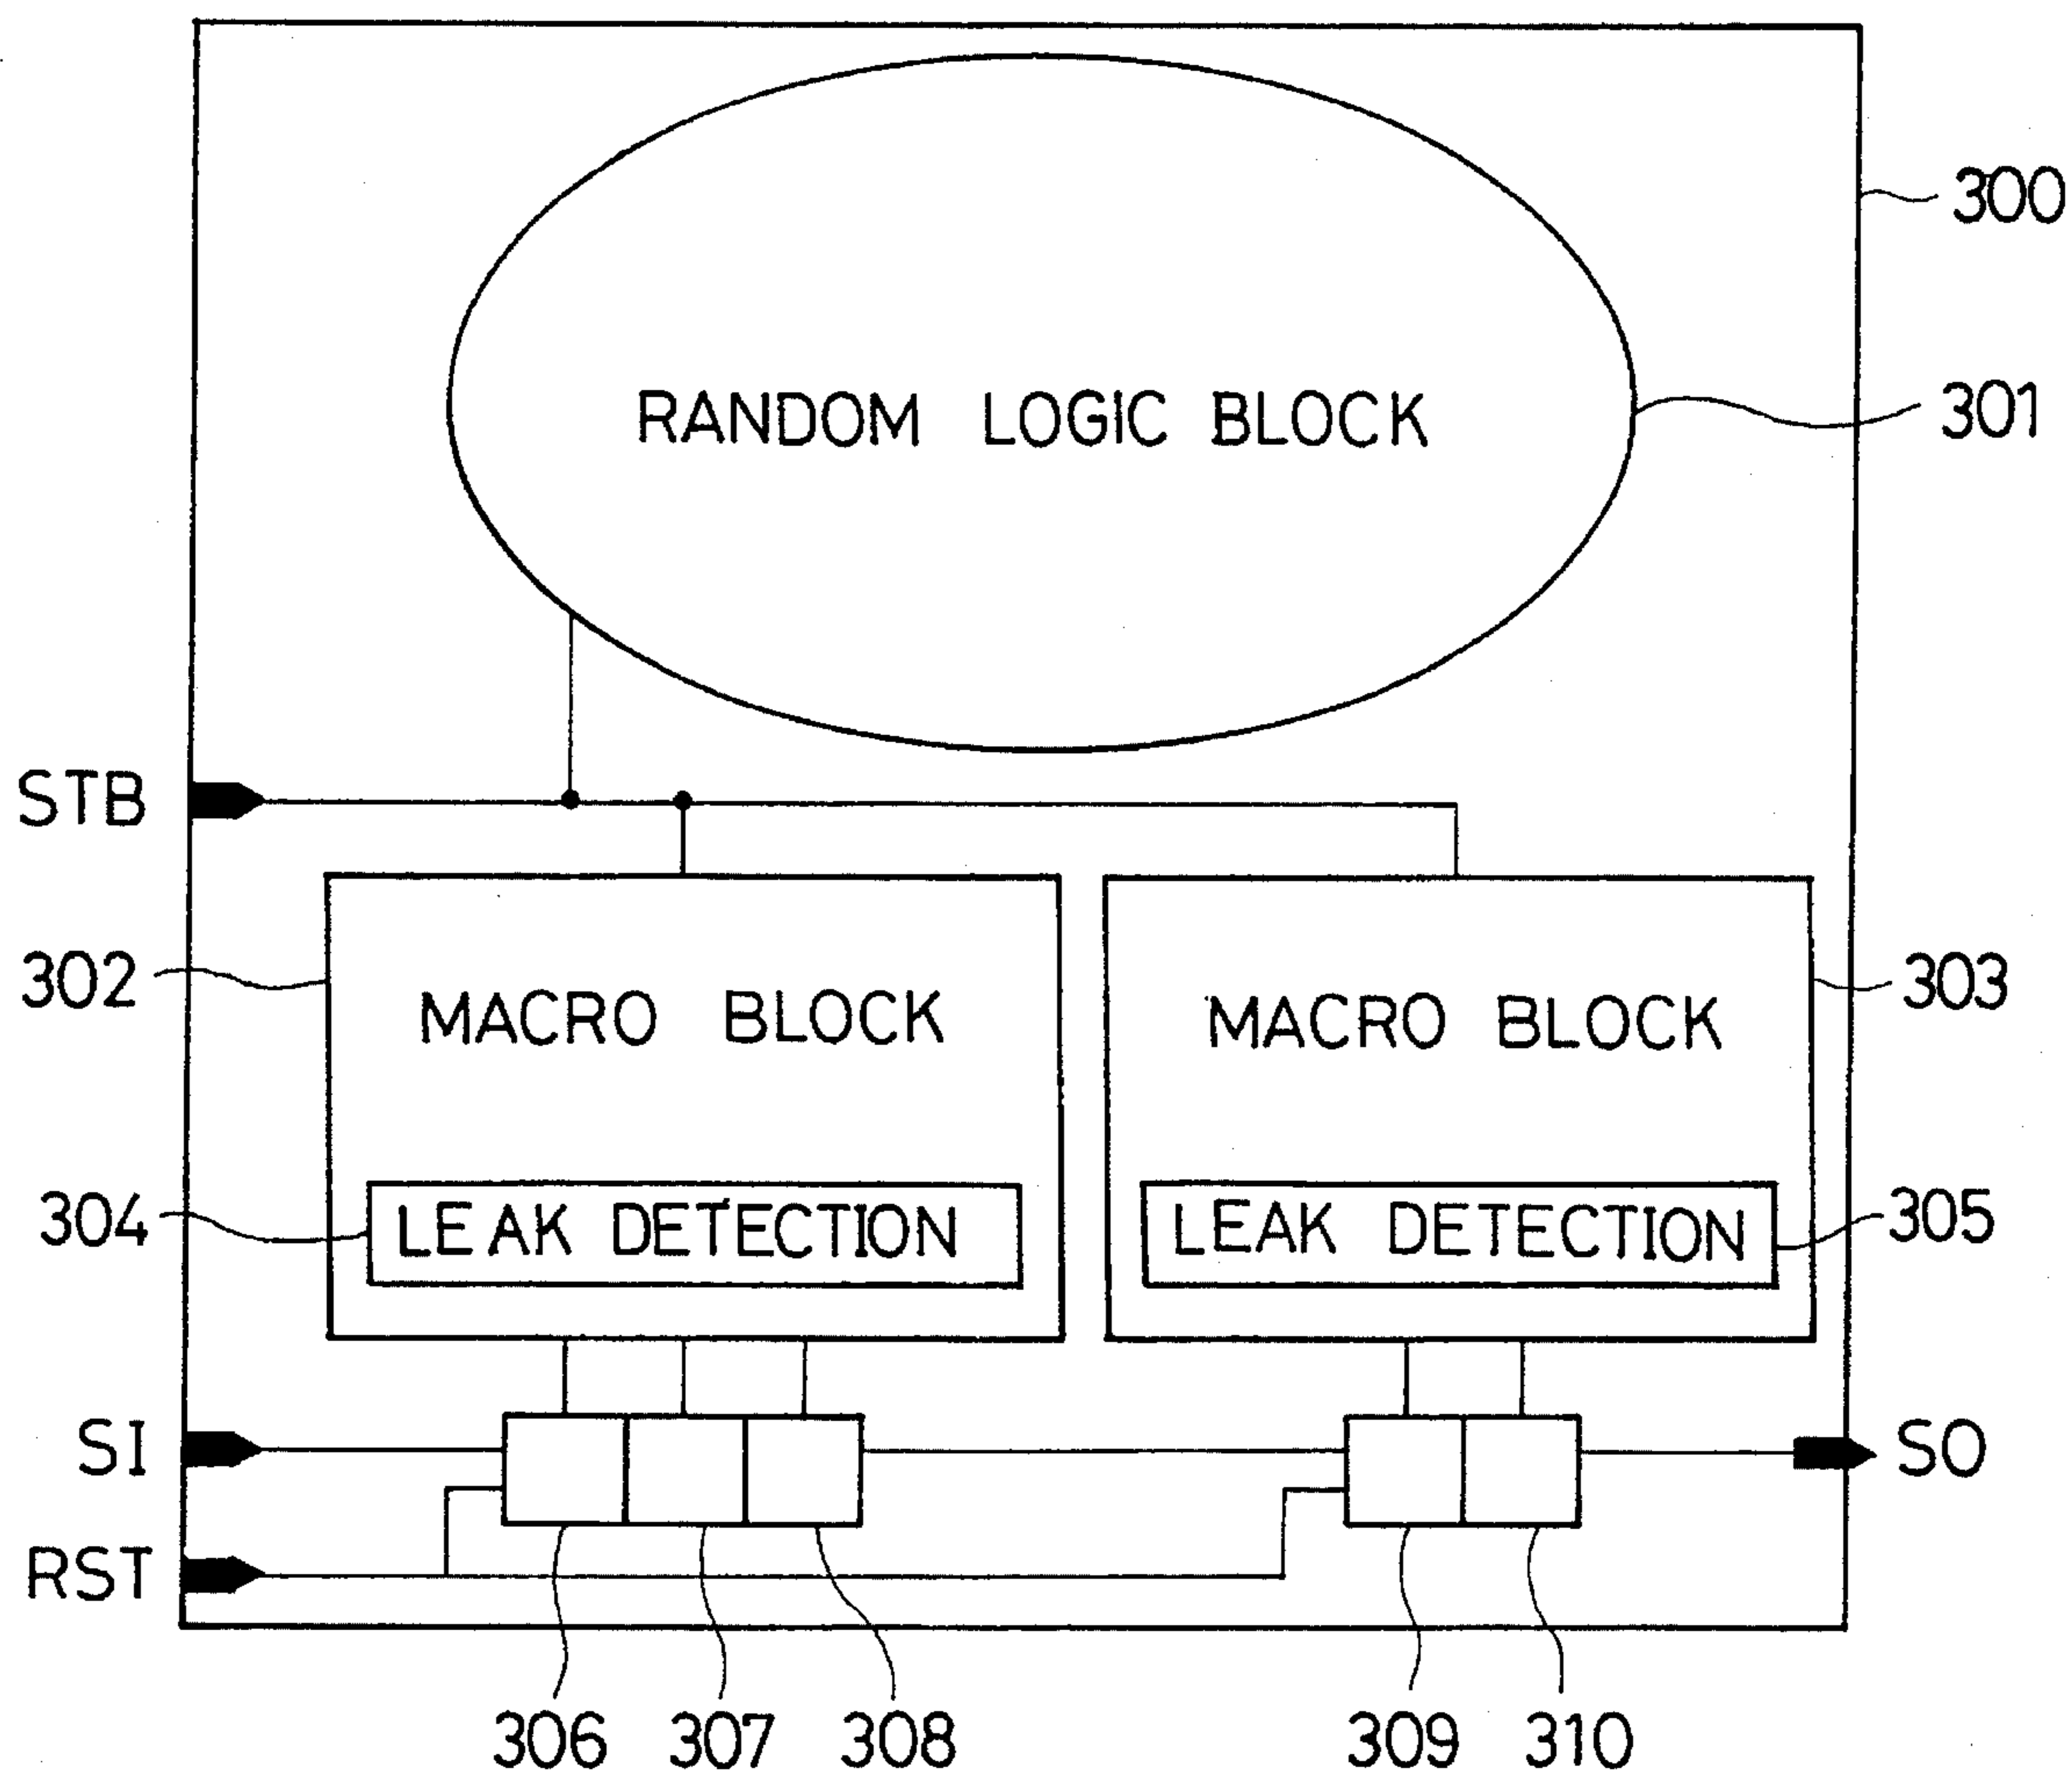 300
RANDOM LOGIC BLOCK
301
STB
302
MACRO BLOCK
MACRO BLOCK
303
304
LEAK DETECTION
LEAK DETECTION
305
SI
SO
RST
306
307
308
309
310